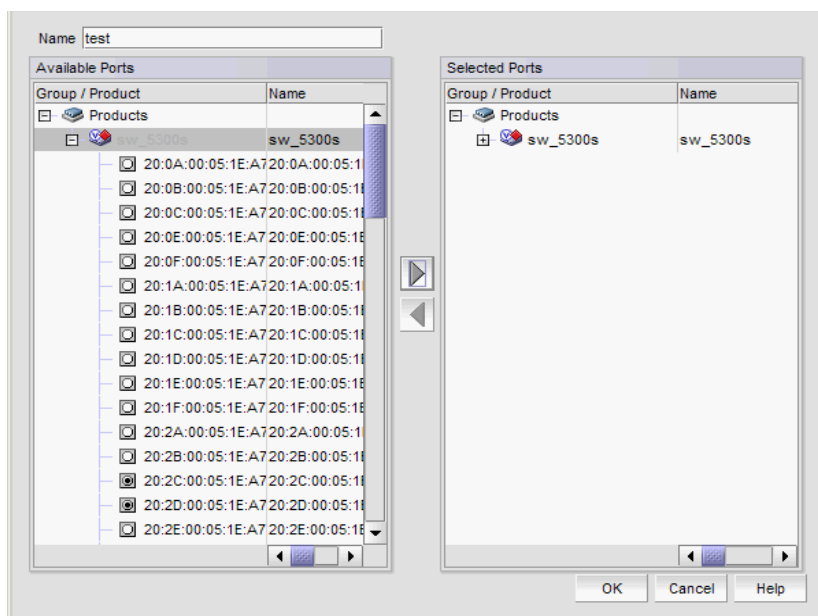 Name test
Available Ports
Group / Product Name
Products
sw_5300s sw_5300s
20:0A:00:05:1E:A7 20:0A:00:05:1
20:0B:00:05:1E:A7 20:0B:00:05:1E
20:0C:00:05:1E:A7 20:0C:00:05:1
20:0E:00:05:1E:A7 20:0E:00:05:1E
20:0F:00:05:1E:A7 20:0F:00:05:1E
20:1A:00:05:1E:A7 20:1A:00:05:1
20:1B:00:05:1E:A7 20:1B:00:05:1E
20:1C:00:05:1E:A7 20:1C:00:05:1
20:1D:00:05:1E:A7 20:1D:00:05:1
20:1E:00:05:1E:A7 20:1E:00:05:1E
20:1F:00:05:1E:A7 20:1F:00:05:1E
20:2A:00:05:1E:A7 20:2A:00:05:1
20:2B:00:05:1E:A7 20:2B:00:05:1E
20:2C:00:05:1E:A7 20:2C:00:05:1
20:2D:00:05:1E:A7 20:2D:00:05:1
20:2E:00:05:1E:A7 20:2E:00:05:1E
Selected Ports
Group / Product Name
Products
sw_5300s sw_5300s
OK Cancel Help